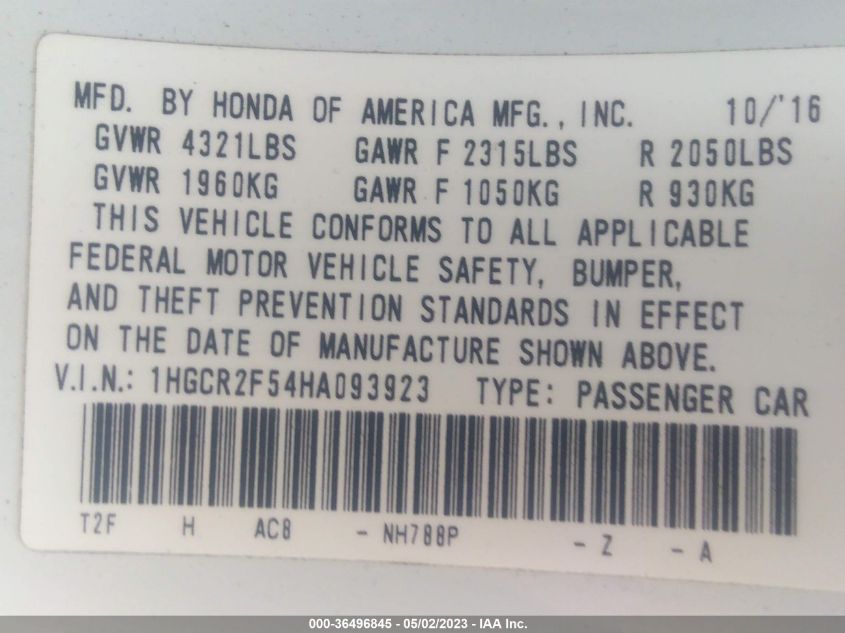 MFD. BY HONDA OF AMERICA MFG., INC. 10/'16
GVWR 4321LBS GAWR F 2315LBS R 2050LBS
GVWR 1960KG GAWR F 1050KG R 930KG
THIS VEHICLE CONFORMS TO ALL APPLICABLE
FEDERAL MOTOR VEHICLE SAFETY, BUMPER,
AND THEFT PREVENTION STANDARDS IN EFFECT
ON THE DATE OF MANUFACTURE SHOWN ABOVE.
V.I.N.: 1HGCR2F54HA093923 TYPE: PASSENGER CAR
T2F H AC8 - NH788P - Z - A
000-36496845 - 05/02/2023 - IAA Inc.